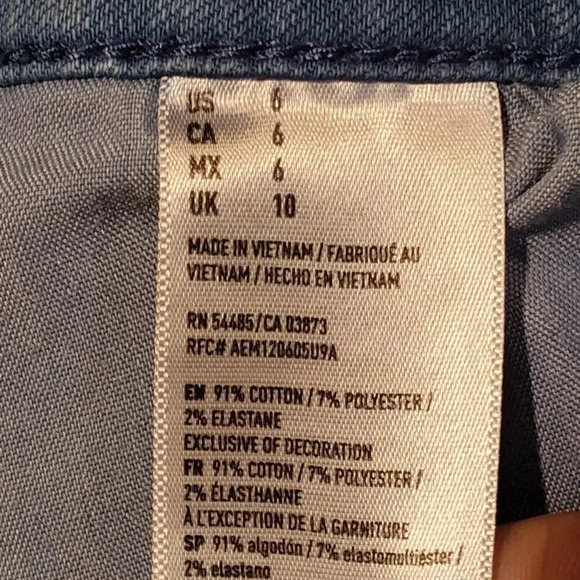 US 6
CA 6
MX 6
UK 10
MADE IN VIETNAM / FABRIQUÉ AU
VIETNAM / HECHO EN VIETNAM
RN 54485/CA 03873
RFC# AEM120605U9A
EN 91% COTTON / 7% POLYESTER /
2% ELASTANE
EXCLUSIVE OF DECORATION
FR 91% COTON / 7% POLYESTER /
2% ÉLASTHANNE
À L'EXCEPTION DE LA GARNITURE
SP 91% algodón / 7% elastomultiéster /
2% elastano